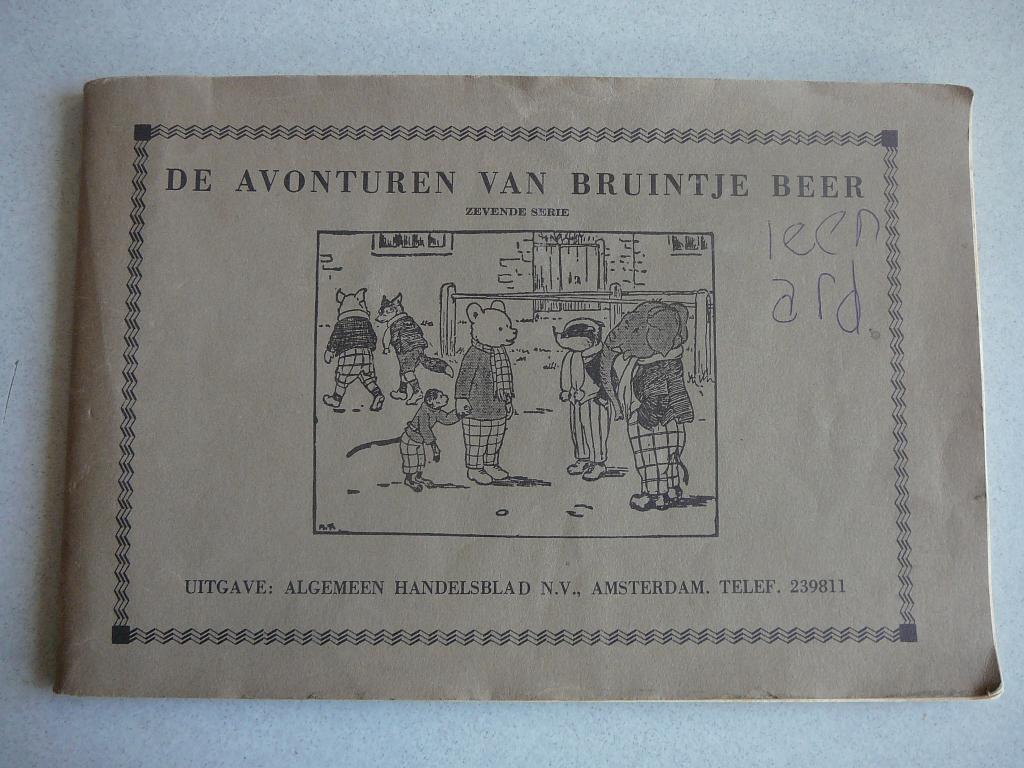 DE AVONTUREN VAN BRUINTJE BEER
ZEVENDE SERIE
leen
ard
UITGAVE: ALGEMEEN HANDELSBLAD N.V., AMSTERDAM. TELEF. 239811